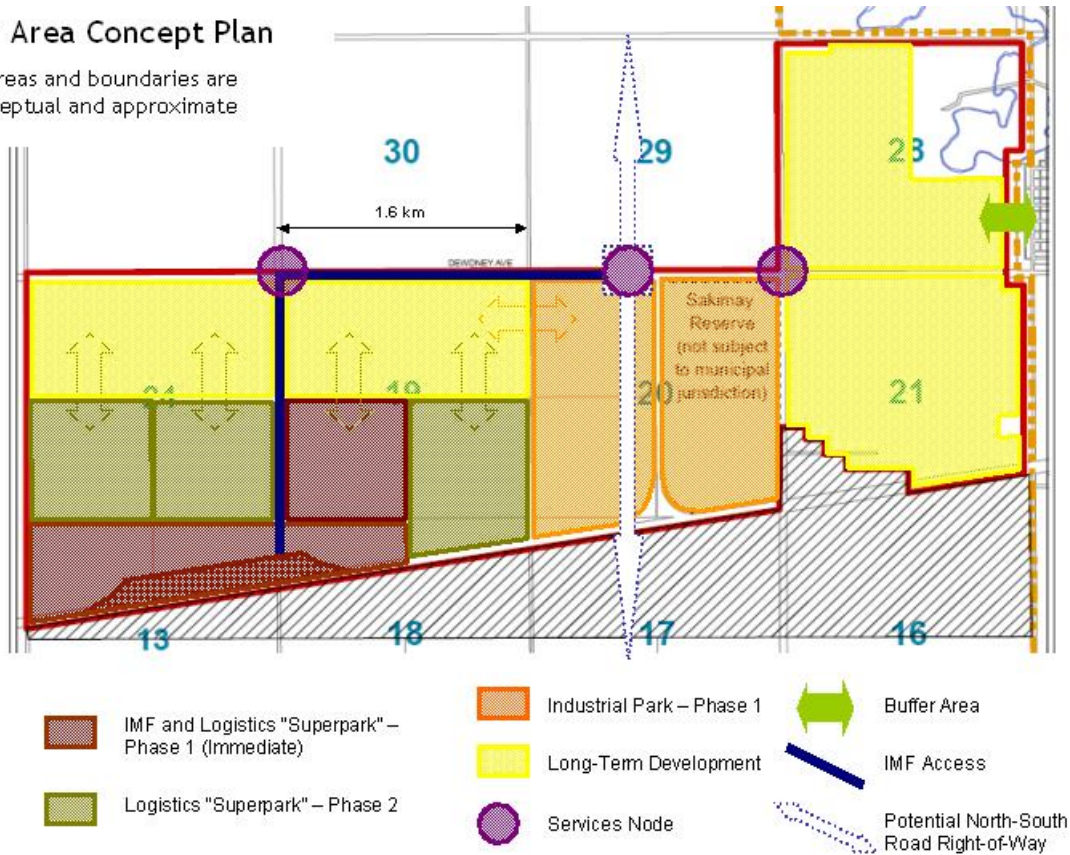 Area Concept Plan
reas and boundaries are
eptual and approximate
30
29
28
1.6 km
DEWDNEY AVE
Sakimay
Reserve
(not subject
to municipal
jurisdiction)
24
19
20
21
13
18
17
16
IMF and Logistics "Superpark" –
Phase 1 (Immediate)
Logistics "Superpark" – Phase 2
Industrial Park – Phase 1
Long-Term Development
Services Node
Buffer Area
IMF Access
Potential North-South
Road Right-of-Way